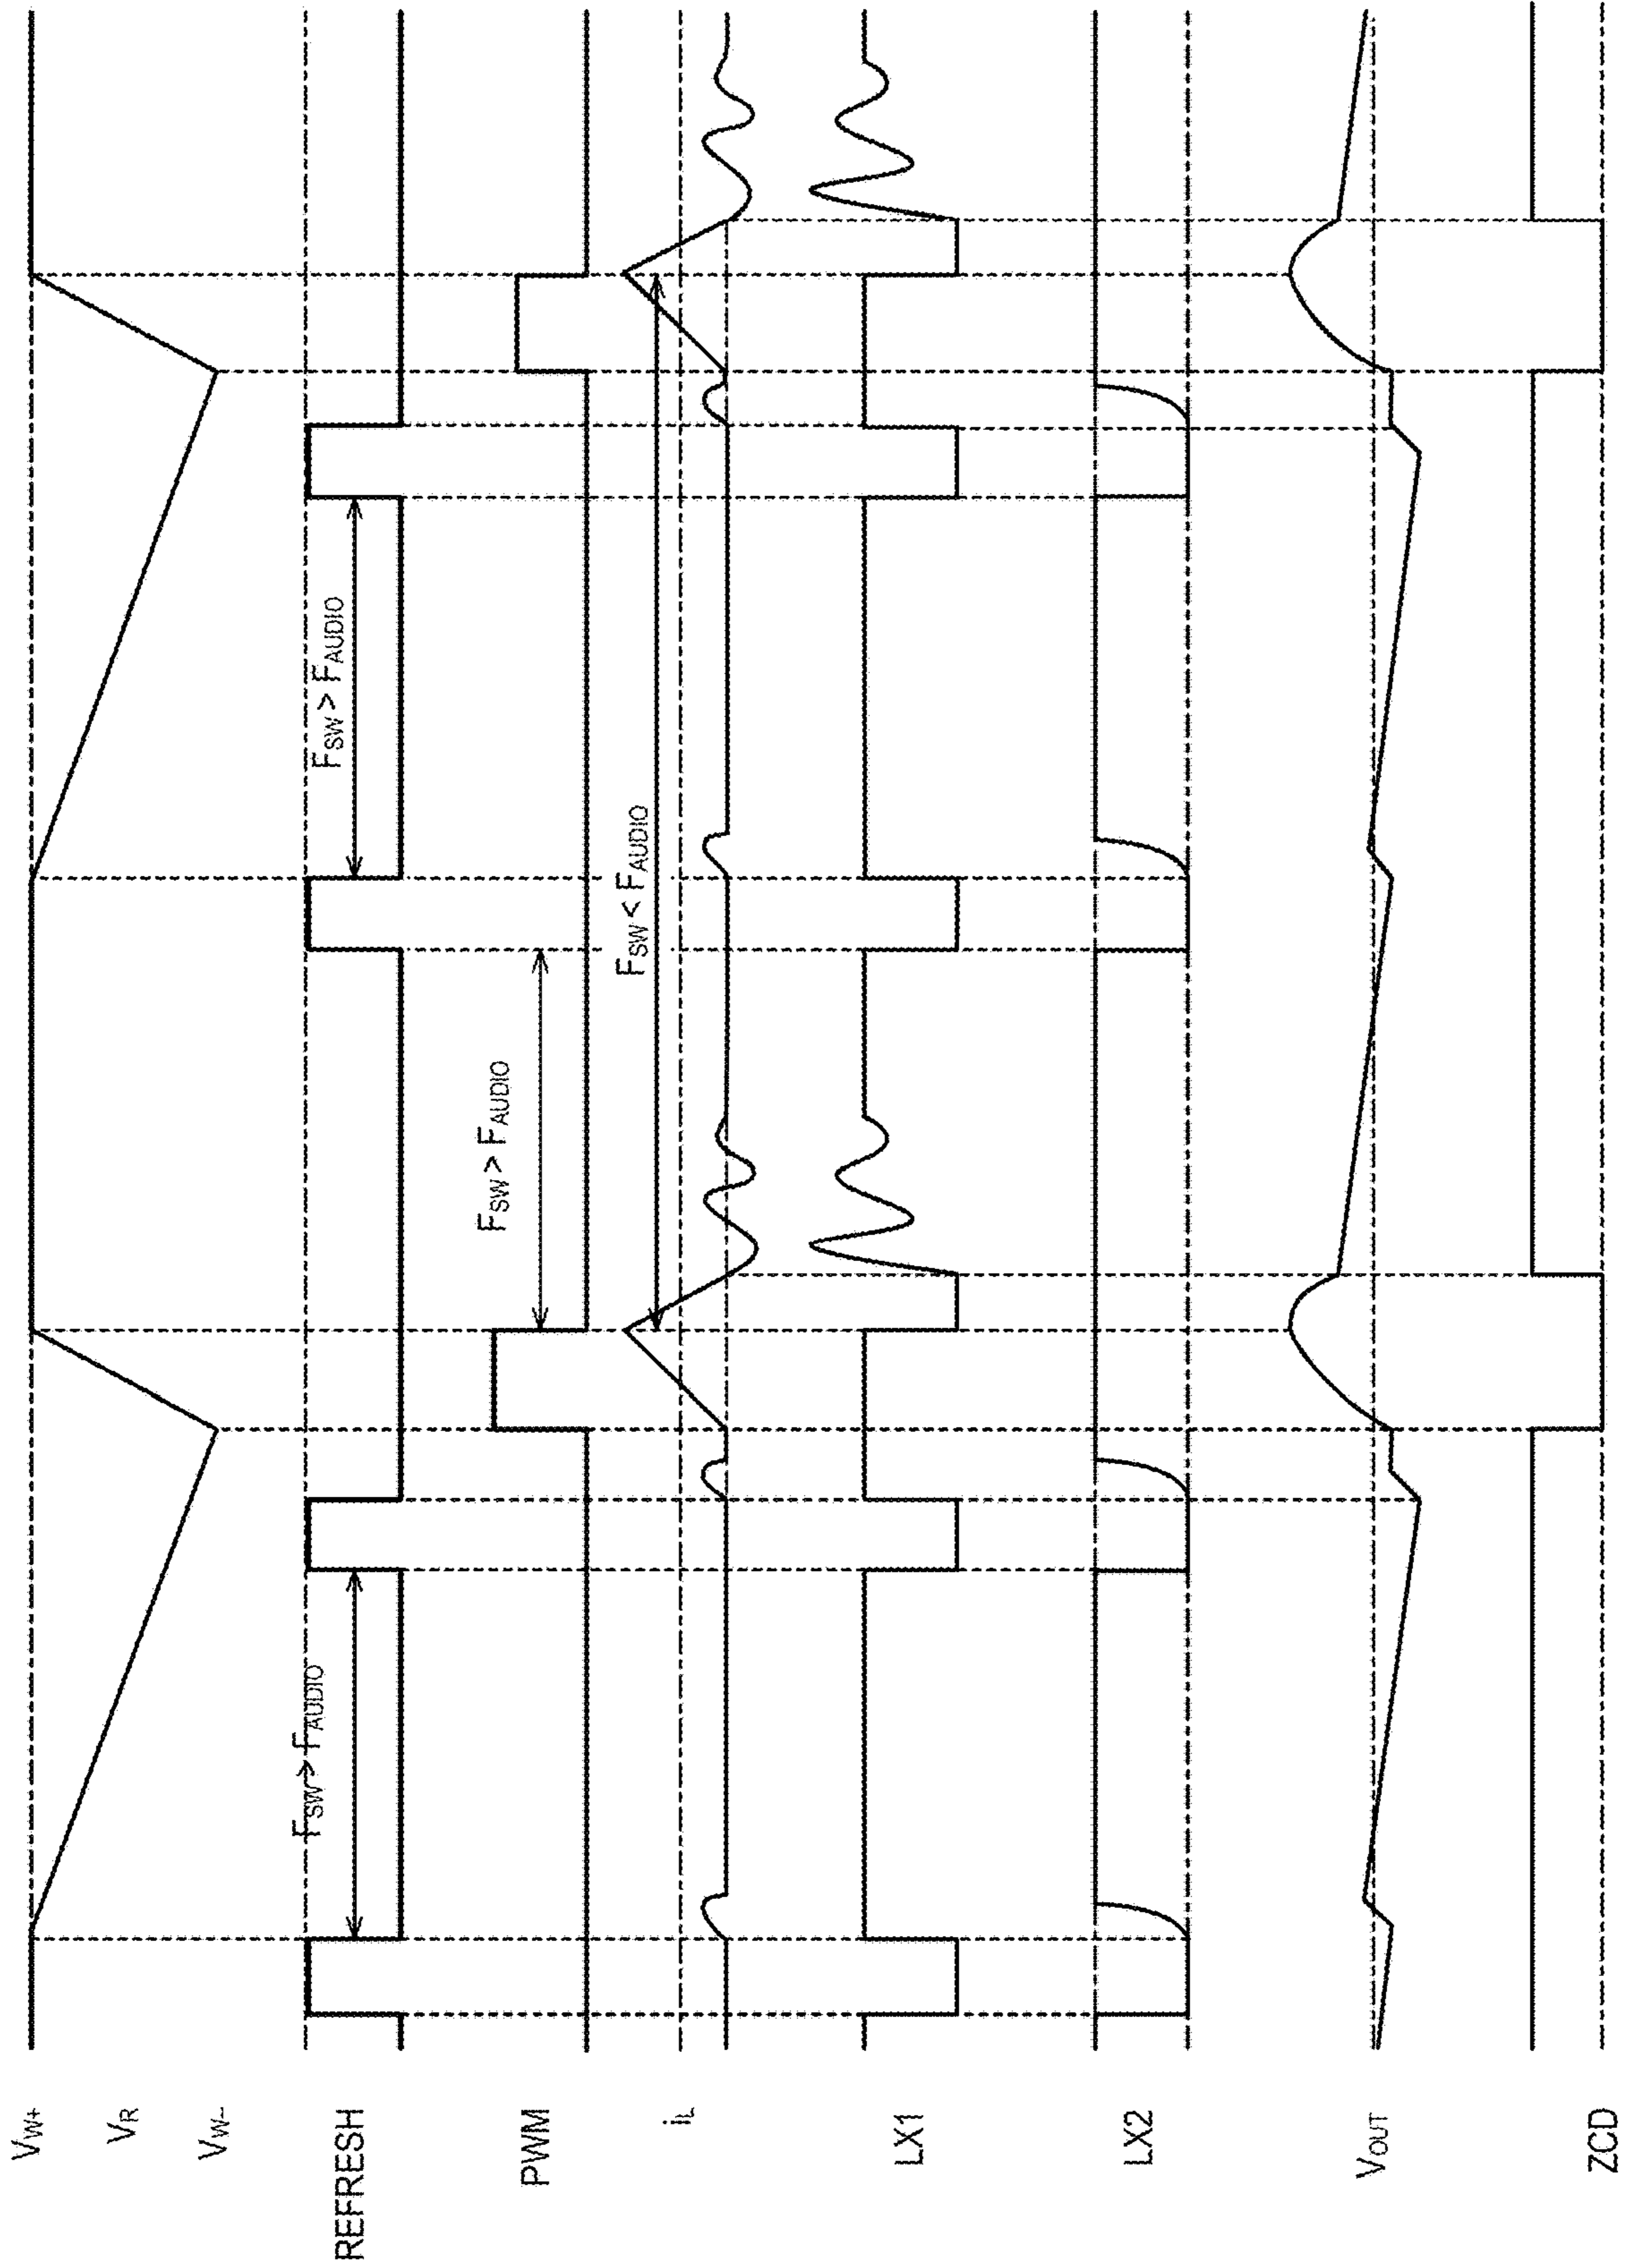 VW+
VR
VW−
REFRESH
FSW > FAUDIO
FSW > FAUDIO
PWM
FSW > FAUDIO
iL
FSW < FAUDIO
LX1
LX2
VOUT
ZCD